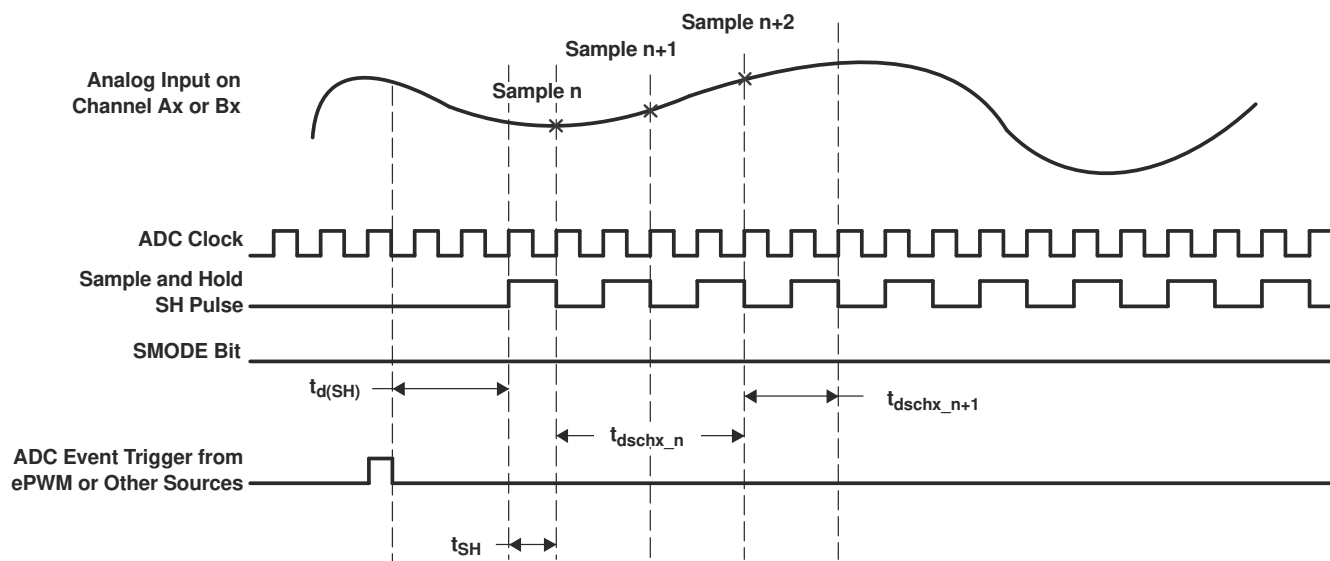 Sample n+2
Sample n+1
Analog Input on
Channel Ax or Bx
Sample n
ADC Clock
Sample and Hold
SH Pulse
SMODE Bit
td(SH)
tdschx_n+1
tdschx_n
ADC Event Trigger from
ePWM or Other Sources
tSH